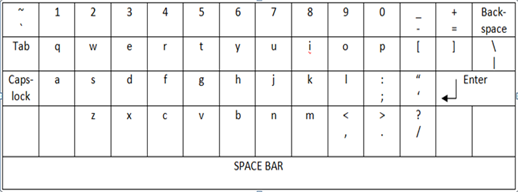 ~ 1 2 3 4 5 6 7 8 9 0 _ + Back-
` - = space
Tab q w e r t y u i o p [ ] \
|
Caps- a s d f g h j k l : “ Enter
lock ; ‘
z x c v b n m < > ?
, . /
SPACE BAR